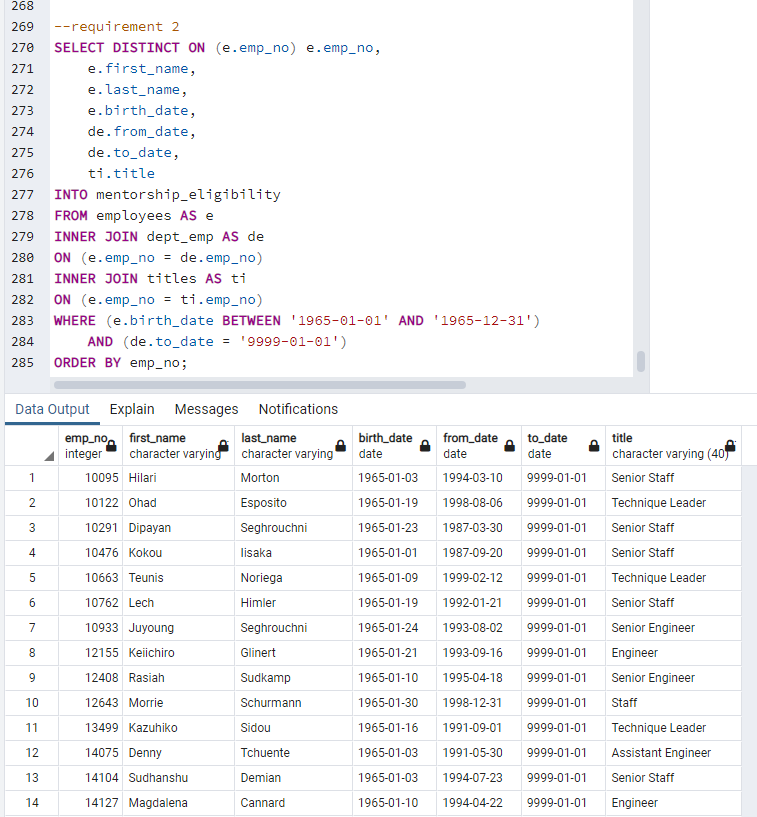 268
269 --requirement 2
270 SELECT DISTINCT ON (e.emp_no) e.emp_no,
271 e.first_name,
272 e.last_name,
273 e.birth_date,
274 de.from_date,
275 de.to_date,
276 ti.title
277 INTO mentorship_eligibility
278 FROM employees AS e
279 INNER JOIN dept_emp AS de
280 ON (e.emp_no = de.emp_no)
281 INNER JOIN titles AS ti
282 ON (e.emp_no = ti.emp_no)
283 WHERE (e.birth_date BETWEEN '1965-01-01' AND '1965-12-31')
284 AND (de.to_date = '9999-01-01')
285 ORDER BY emp_no;
Data Output Explain Messages Notifications
emp_no first_name last_name birth_date from_date to_date title
integer character varying character varying date date date character varying (40)
1 10095 Hilari Morton 1965-01-03 1994-03-10 9999-01-01 Senior Staff
2 10122 Ohad Esposito 1965-01-19 1998-08-06 9999-01-01 Technique Leader
3 10291 Dipayan Seghrouchni 1965-01-23 1987-03-30 9999-01-01 Senior Staff
4 10476 Kokou Iisaka 1965-01-01 1987-09-20 9999-01-01 Senior Staff
5 10663 Teunis Noriega 1965-01-09 1999-02-12 9999-01-01 Technique Leader
6 10762 Lech Himler 1965-01-19 1992-01-21 9999-01-01 Senior Staff
7 10933 Juyoung Seghrouchni 1965-01-24 1993-08-02 9999-01-01 Senior Engineer
8 12155 Keiichiro Glinert 1965-01-21 1993-09-16 9999-01-01 Engineer
9 12408 Rasiah Sudkamp 1965-01-10 1995-04-18 9999-01-01 Senior Engineer
10 12643 Morrie Schurmann 1965-01-30 1998-12-31 9999-01-01 Staff
11 13499 Kazuhiko Sidou 1965-01-16 1991-09-01 9999-01-01 Technique Leader
12 14075 Denny Tchuente 1965-01-03 1991-05-30 9999-01-01 Assistant Engineer
13 14104 Sudhanshu Demian 1965-01-03 1994-07-23 9999-01-01 Senior Staff
14 14127 Magdalena Cannard 1965-01-10 1994-04-22 9999-01-01 Engineer